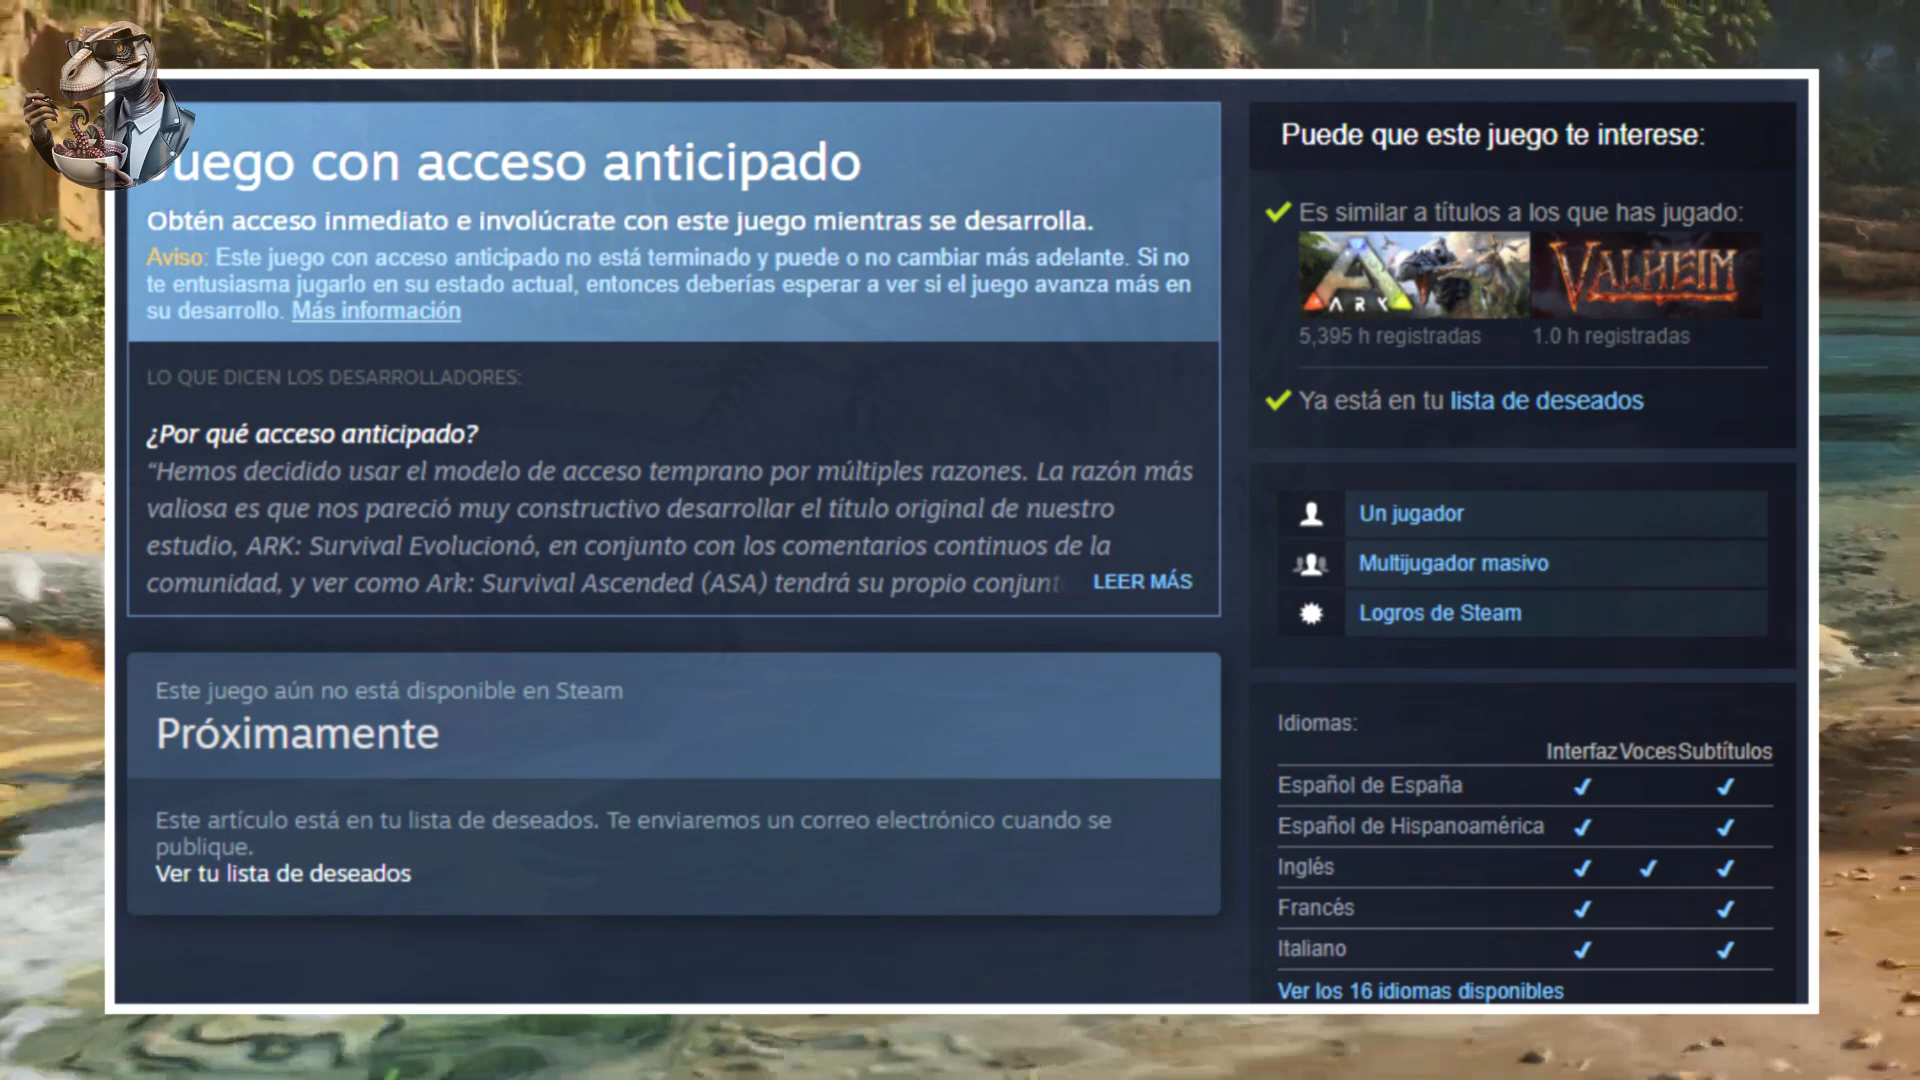 Juego con acceso anticipado
Obtén acceso inmediato e involúcrate con este juego mientras se desarrolla.
Aviso: Este juego con acceso anticipado no está terminado y puede o no cambiar más adelante. Si no
te entusiasma jugarlo en su estado actual, entonces deberías esperar a ver si el juego avanza más en
su desarrollo. Más información
LO QUE DICEN LOS DESARROLLADORES:
¿Por qué acceso anticipado?
“Hemos decidido usar el modelo de acceso temprano por múltiples razones. La razón más
valiosa es que nos pareció muy constructivo desarrollar el título original de nuestro
estudio, ARK: Survival Evolucionó, en conjunto con los comentarios continuos de la
comunidad, y ver como Ark: Survival Ascended (ASA) tendrá su propio conjunt LEER MÁS
Este juego aún no está disponible en Steam
Próximamente
Este artículo está en tu lista de deseados. Te enviaremos un correo electrónico cuando se
publique.
Ver tu lista de deseados
Puede que este juego te interese:
Es similar a títulos a los que has jugado:
ARK VALHEIM
5,395 h registradas 1.0 h registradas
Ya está en tu lista de deseados
Un jugador
Multijugador masivo
Logros de Steam
Idiomas:
Interfaz Voces Subtítulos
Español de España ✔ ✔
Español de Hispanoamérica ✔ ✔
Inglés ✔ ✔ ✔
Francés ✔ ✔
Italiano ✔ ✔
Ver los 16 idiomas disponibles